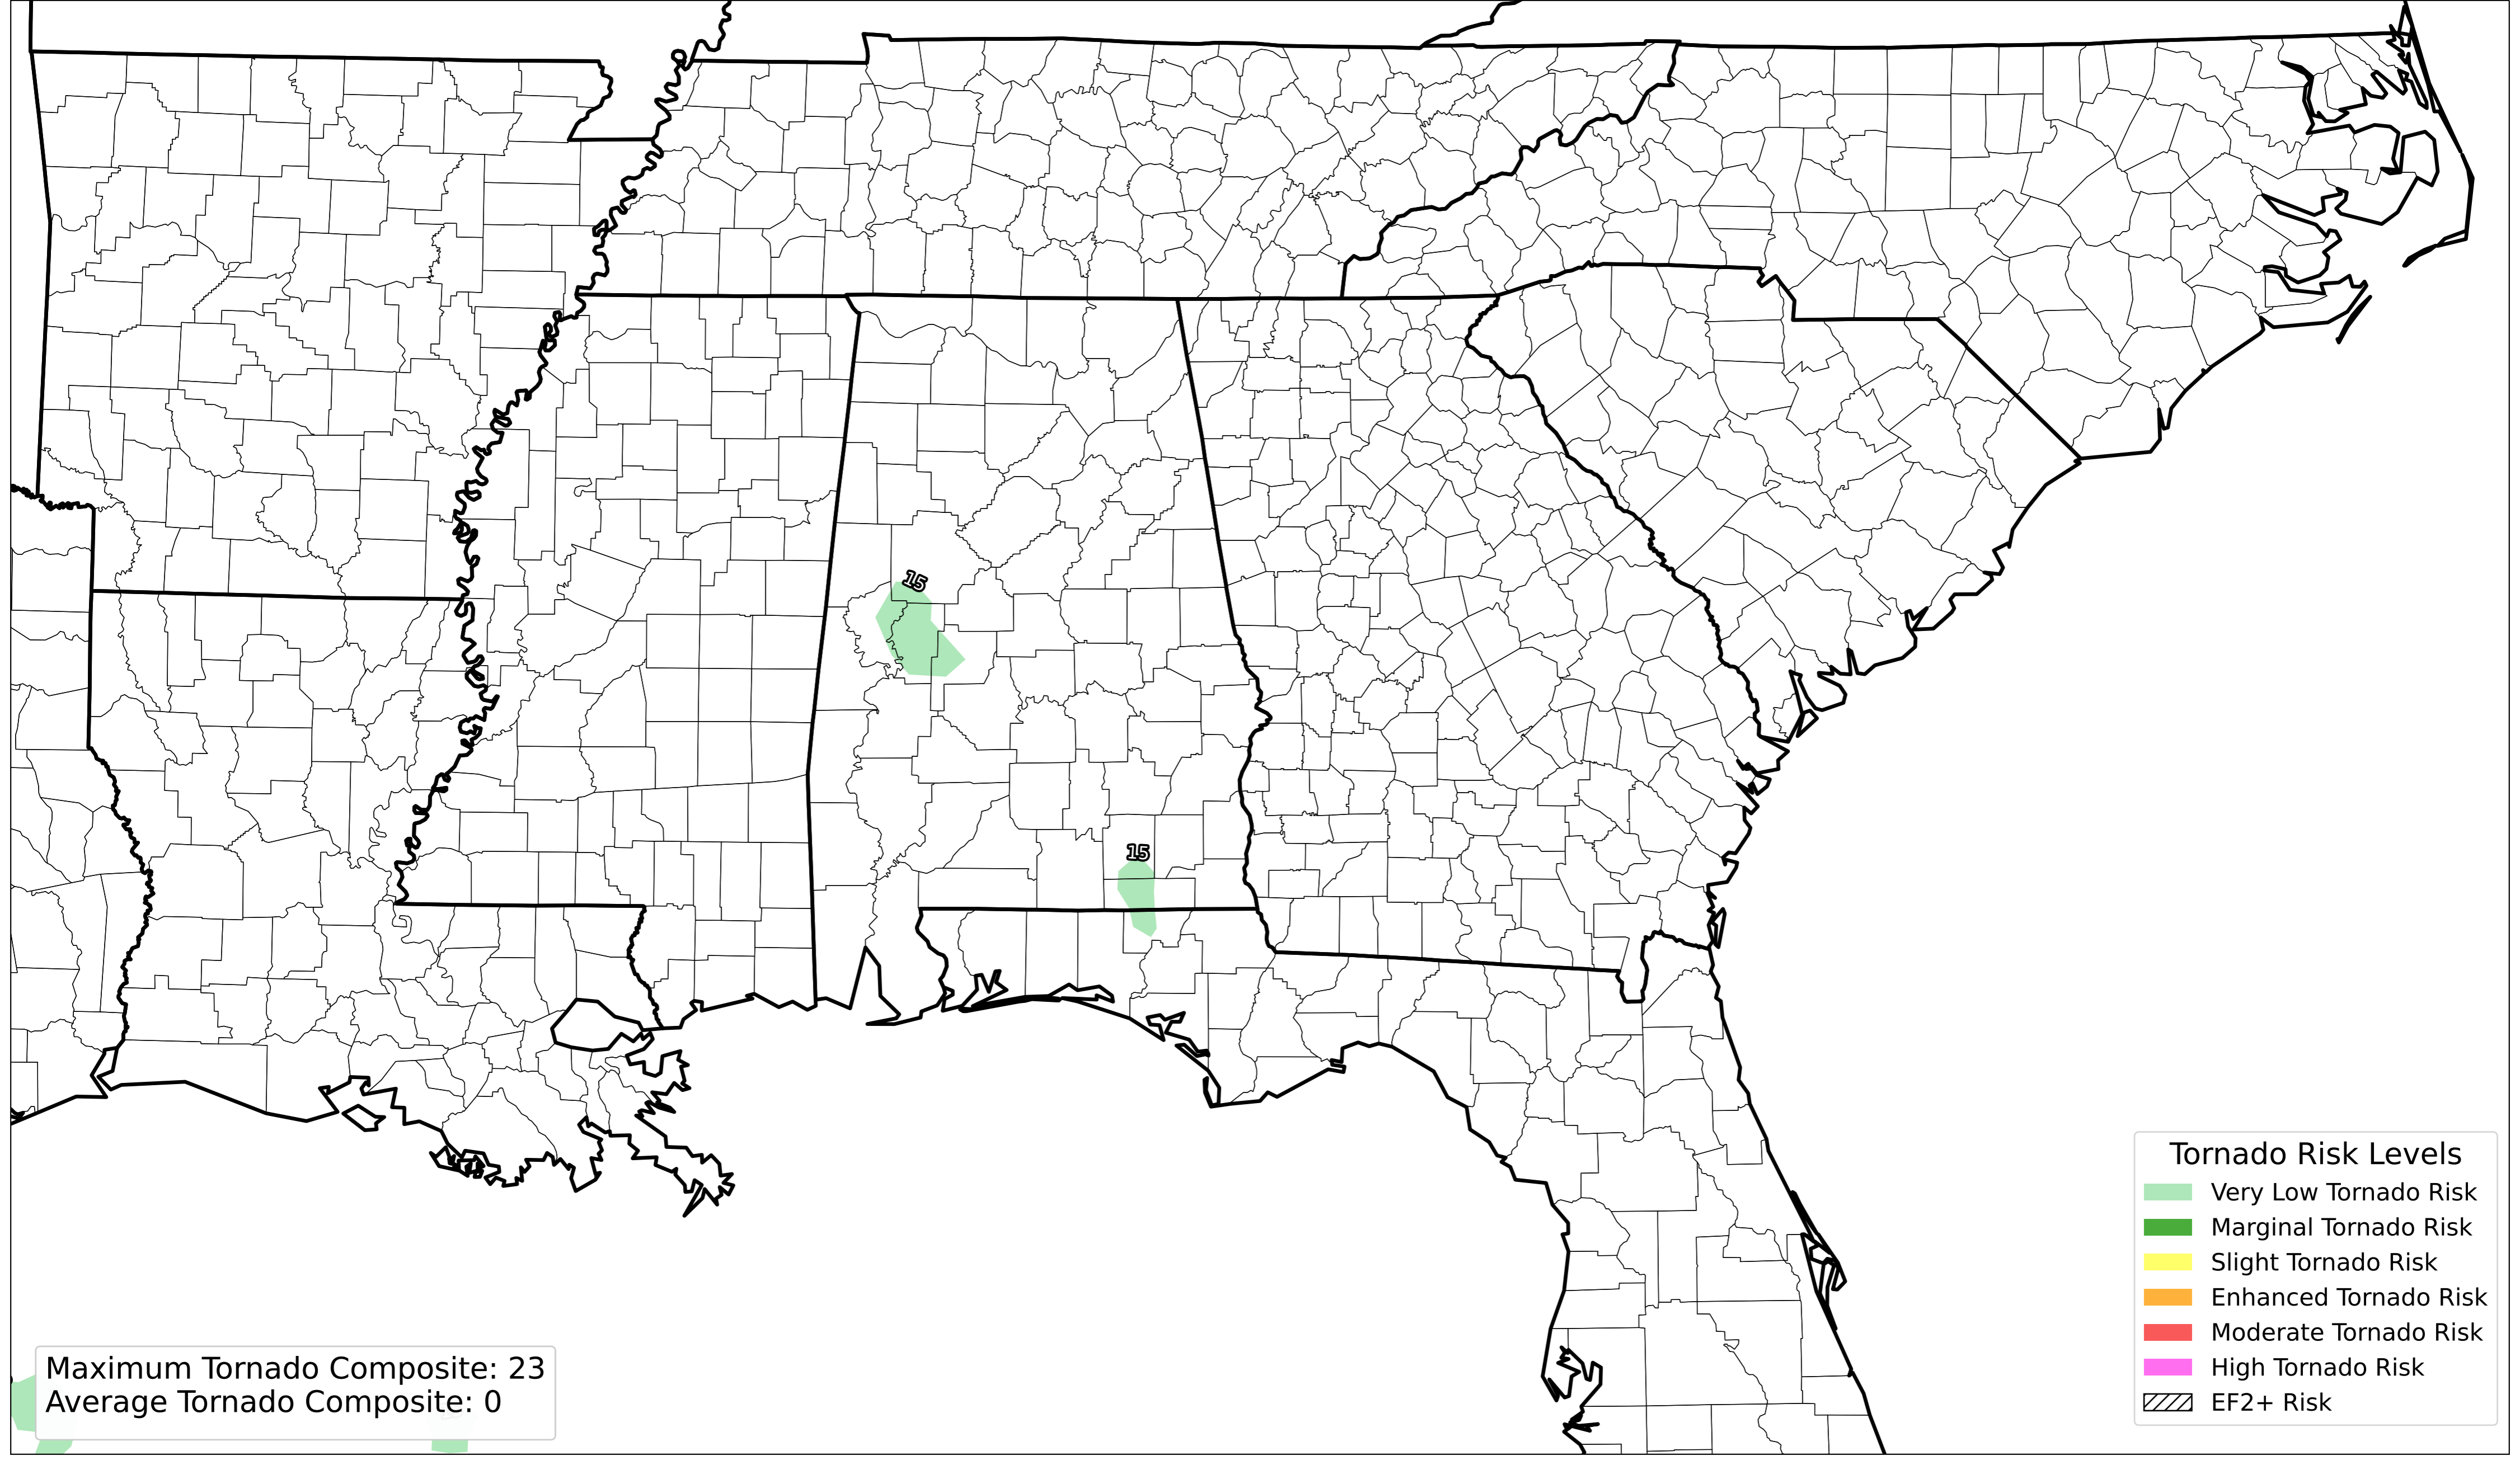 15
15
Tornado Risk Levels
Very Low Tornado Risk
Marginal Tornado Risk
Slight Tornado Risk
Enhanced Tornado Risk
Moderate Tornado Risk
High Tornado Risk
EF2+ Risk
Maximum Tornado Composite: 23
Average Tornado Composite: 0